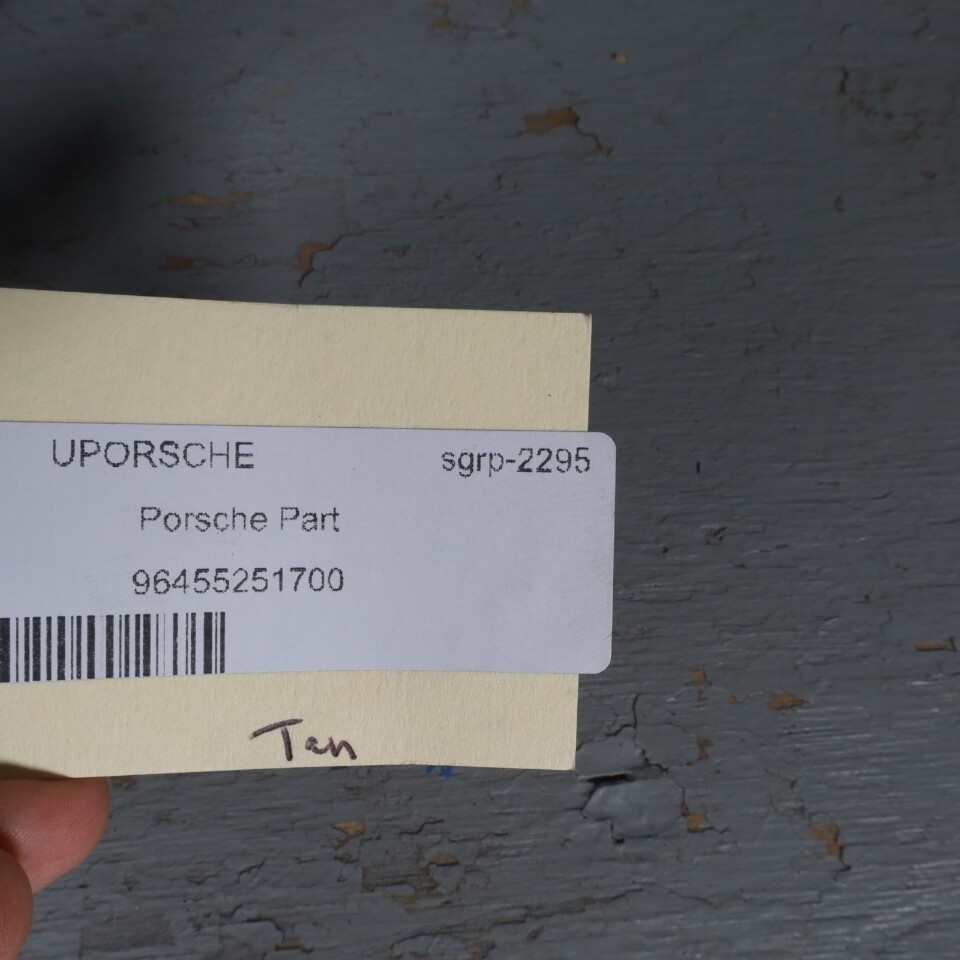 UPORSCHE sgrp-2295
Porsche Part
96455251700
Tan